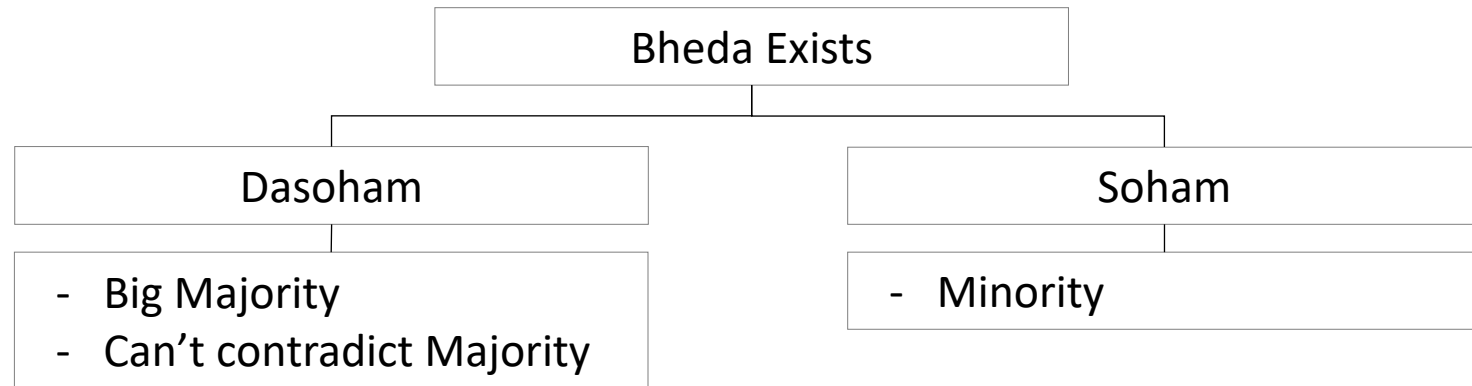 Bheda Exists
Dasoham
Soham
- Big Majority
- Can’t contradict Majority
- Minority